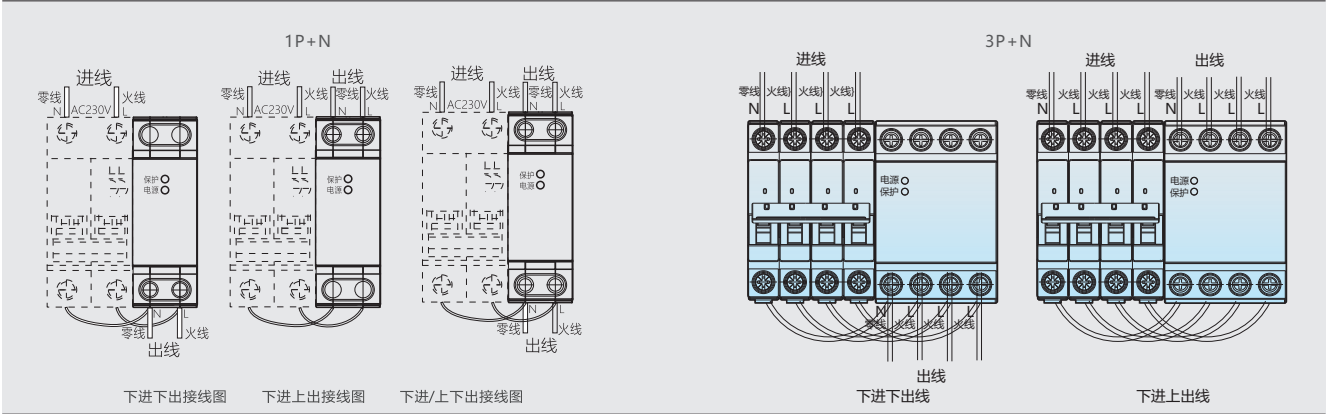 1P+N
进线
零线 火线
N AC230V L
保护
电源
N L
零线 火线
出线
下进下出接线图
进线 出线
零线 火线 零线 火线
N AC230V L
保护
电源
下进上出接线图
进线 出线
零线 火线 零线 火线
N AC230V L
保护
电源
N L
零线 火线
出线
下进/上下出接线图
3P+N
进线
零线 火线 火线 火线
N L L L
电源
保护
N L L L
零线 火线 火线 火线
出线
下进下出线
进线 出线
零线 火线 火线 火线 零线 火线 火线 火线
N L L L N L L L
电源
保护
下进上出线